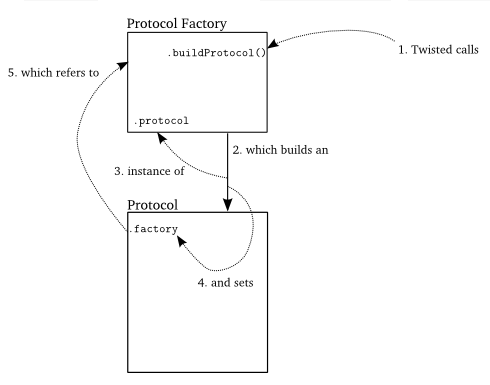 Protocol Factory
.buildProtocol()
1. Twisted calls
5. which refers to
.protocol
2. which builds an
3. instance of
Protocol
.factory
4. and sets